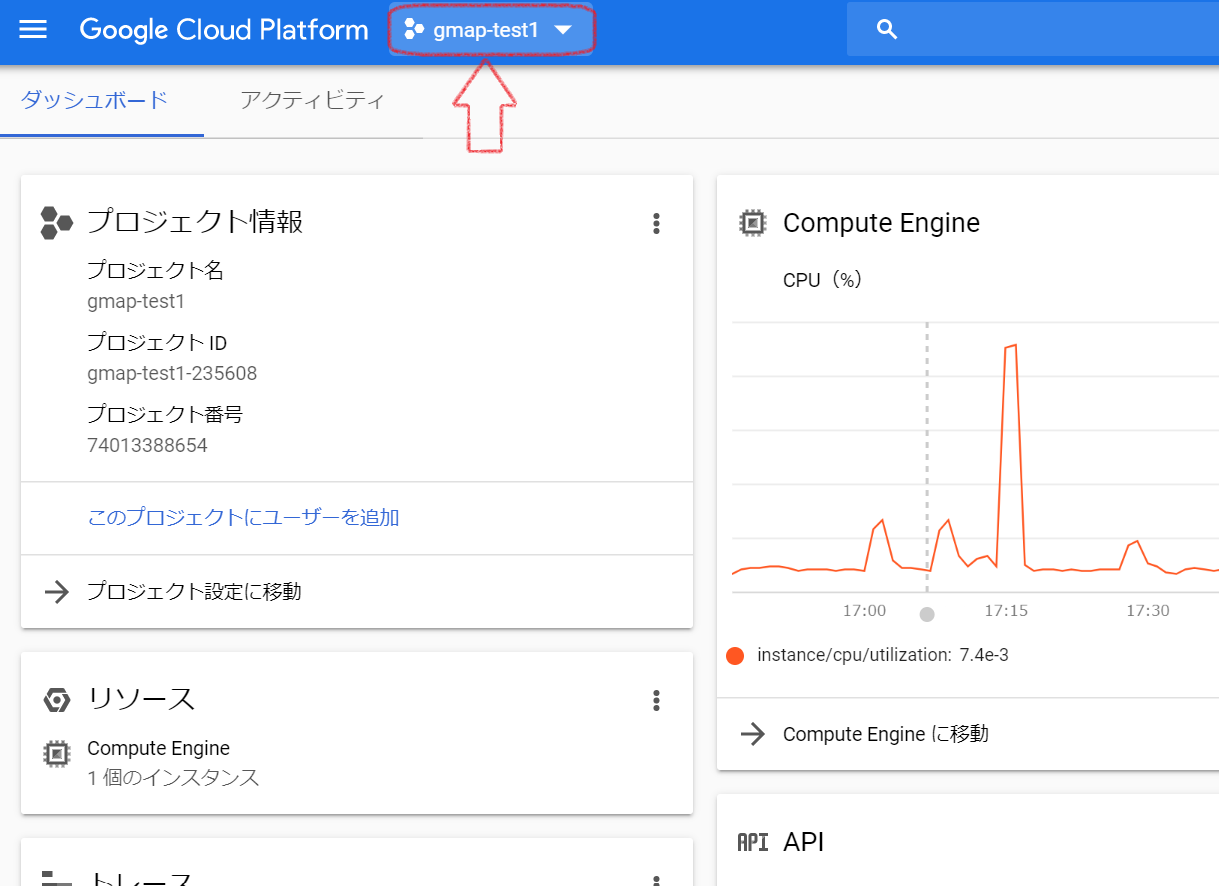 Google Cloud Platform
gmap-test1
ダッシュボード
アクティビティ
プロジェクト情報
プロジェクト名
gmap-test1
プロジェクト ID
gmap-test1-235608
プロジェクト番号
74013388654
このプロジェクトにユーザーを追加
プロジェクト設定に移動
リソース
Compute Engine
1 個のインスタンス
トレース
Compute Engine
CPU（%）
17:00
17:15
17:30
instance/cpu/utilization: 7.4e-3
Compute Engine に移動
API
API